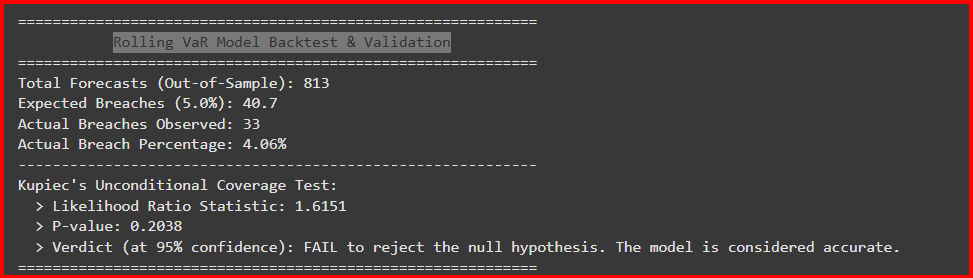 ============================================================
Rolling VaR Model Backtest & Validation
============================================================
Total Forecasts (Out-of-Sample): 813
Expected Breaches (5.0%): 40.7
Actual Breaches Observed: 33
Actual Breach Percentage: 4.06%
------------------------------------------------------------
Kupiec's Unconditional Coverage Test:
> Likelihood Ratio Statistic: 1.6151
> P-value: 0.2038
> Verdict (at 95% confidence): FAIL to reject the null hypothesis. The model is considered accurate.
============================================================